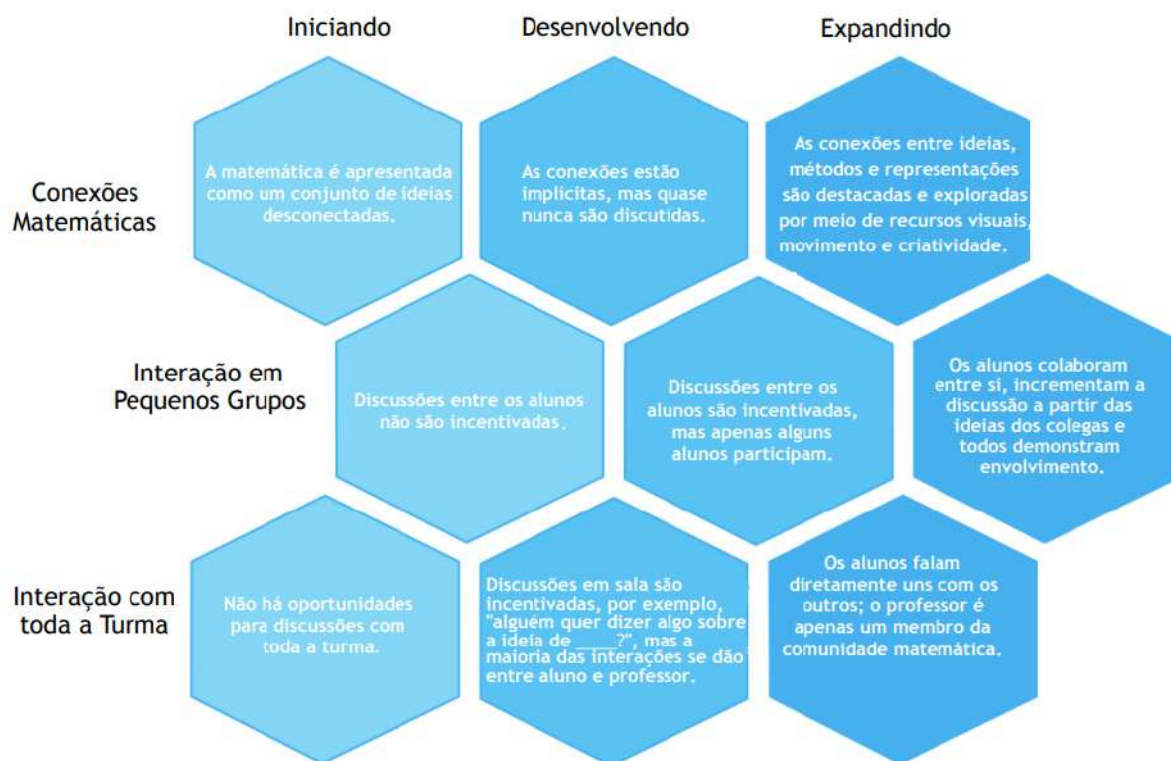 Iniciando
Desenvolvendo
Expandindo
Conexões
Matemáticas
A matemática é apresentada
como um conjunto de ideias
desconectadas.
As conexões estão
implicitas, mas quase
nunca são discutidas.
As conexões entre ideias,
métodos e representações
são destacadas e exploradas
por meio de recursos visuais,
movimento e criatividade.
Interação em
Pequenos Grupos
Discussões entre os alunos
não são incentivadas.
Discussões entre os
alunos são incentivadas,
mas apenas alguns
alunos participam.
Os alunos colaboram
entre si, incrementam a
discussão a partir das
ideias dos colegas e
todos demonstram
envolvimento.
Interação com
toda a Turma
Não há oportunidades
para discussões com
toda a turma.
Discussões em sala são
incentivadas, por exemplo,
"alguém quer dizer algo sobre
a ideia de ____?", mas a
maioria das interações se dão
entre aluno e professor.
Os alunos falam
diretamente uns com os
outros; o professor é
apenas um membro da
comunidade matemática.